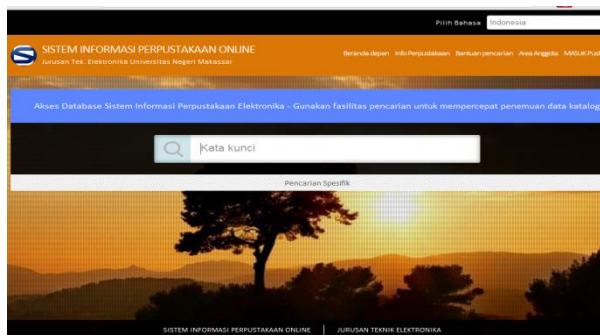 Pilih Bahasa Indonesia
SISTEM INFORMASI PERPUSTAKAAN ONLINE
Jurusan Tek. Elektronika Universitas Negeri Makassar
Beranda depan Info Perpustakaan Bantuan pencarian Area Anggota MASUK Pust
Akses Database Sistem Informasi Perpustakaan Elektronika - Gunakan fasilitas pencarian untuk mempercepat penemuan data katalog
Kata kunci
Pencarian Spesifik
SISTEM INFORMASI PERPUSTAKAAN ONLINE | JURUSAN TEKNIK ELEKTRONIKA